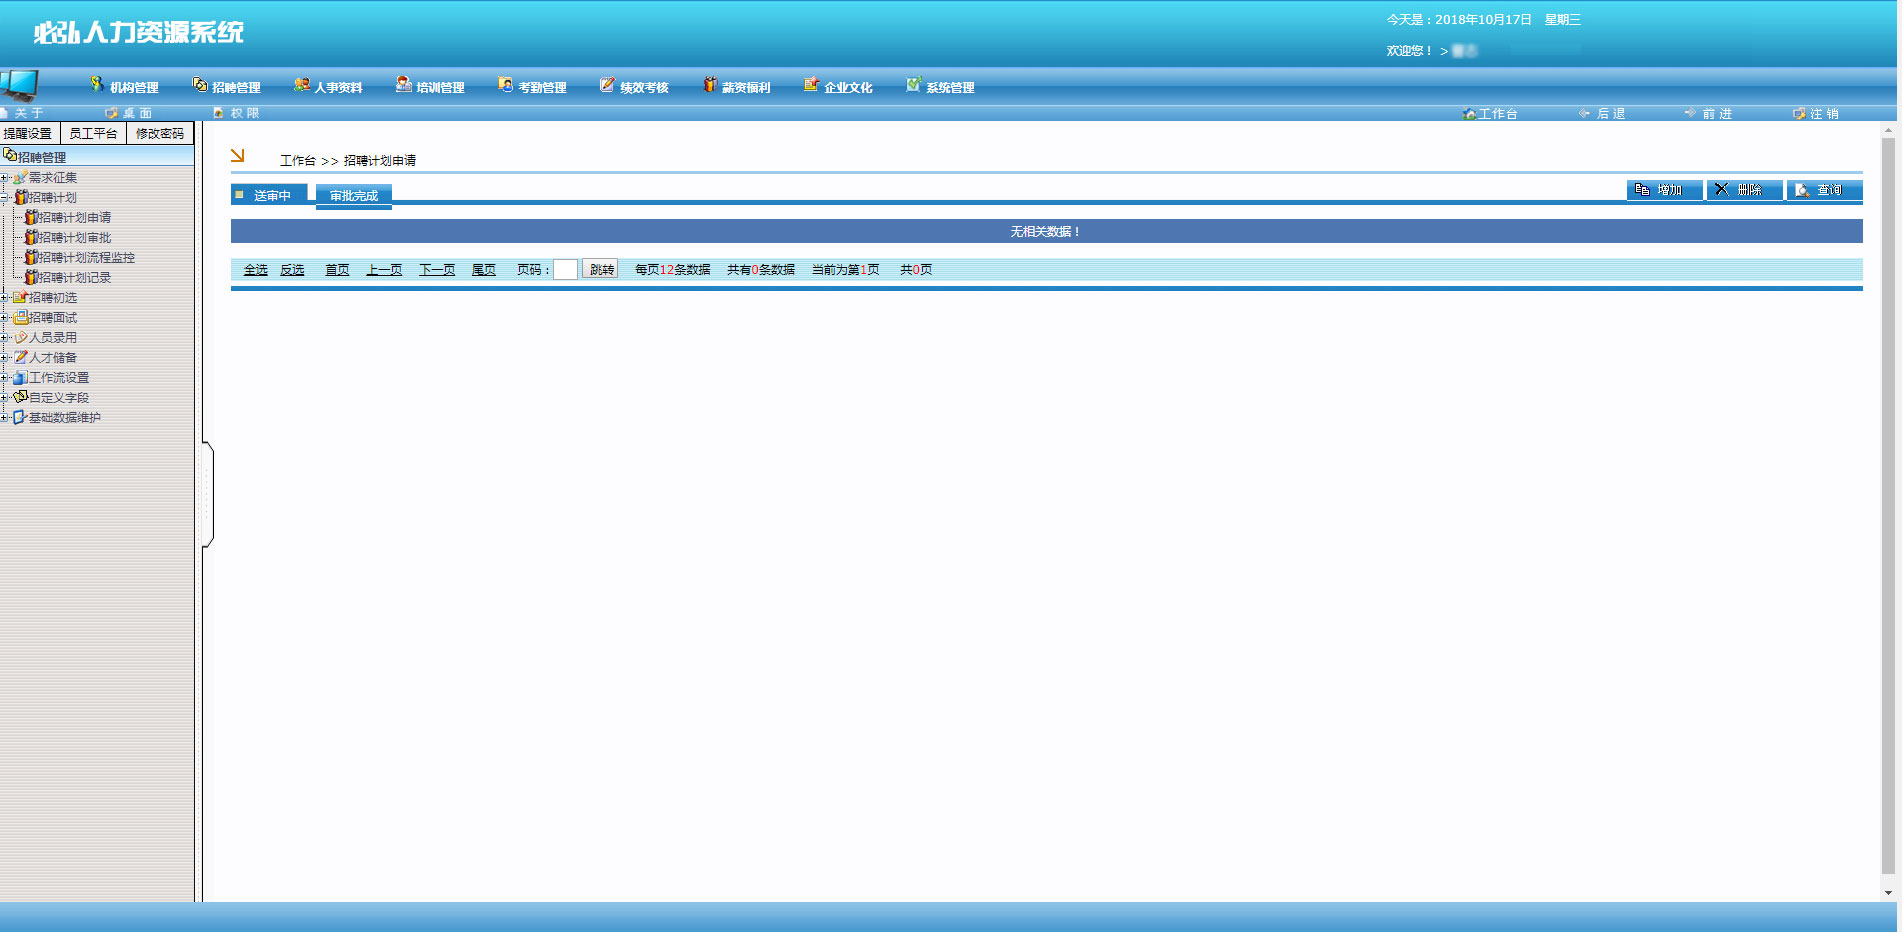 必弘人力资源系统
今天是：2018年10月17日 星期三
欢迎您！ >
机构管理 招聘管理 人事资料 培训管理 考勤管理 绩效考核 薪资福利 企业文化 系统管理
关于 桌面 权限 工作台 后退 前进 注销
提醒设置 员工平台 修改密码
招聘管理
需求征集
招聘计划
招聘计划申请
招聘计划审批
招聘计划流程监控
招聘计划记录
招聘初选
招聘面试
人员录用
人才储备
工作流设置
自定义字段
基础数据维护
工作台 >> 招聘计划申请
送审中 审批完成 增加 删除 查询
无相关数据！
全选 反选 首页 上一页 下一页 尾页 页码： 跳转 每页12条数据 共有0条数据 当前为第1页 共0页